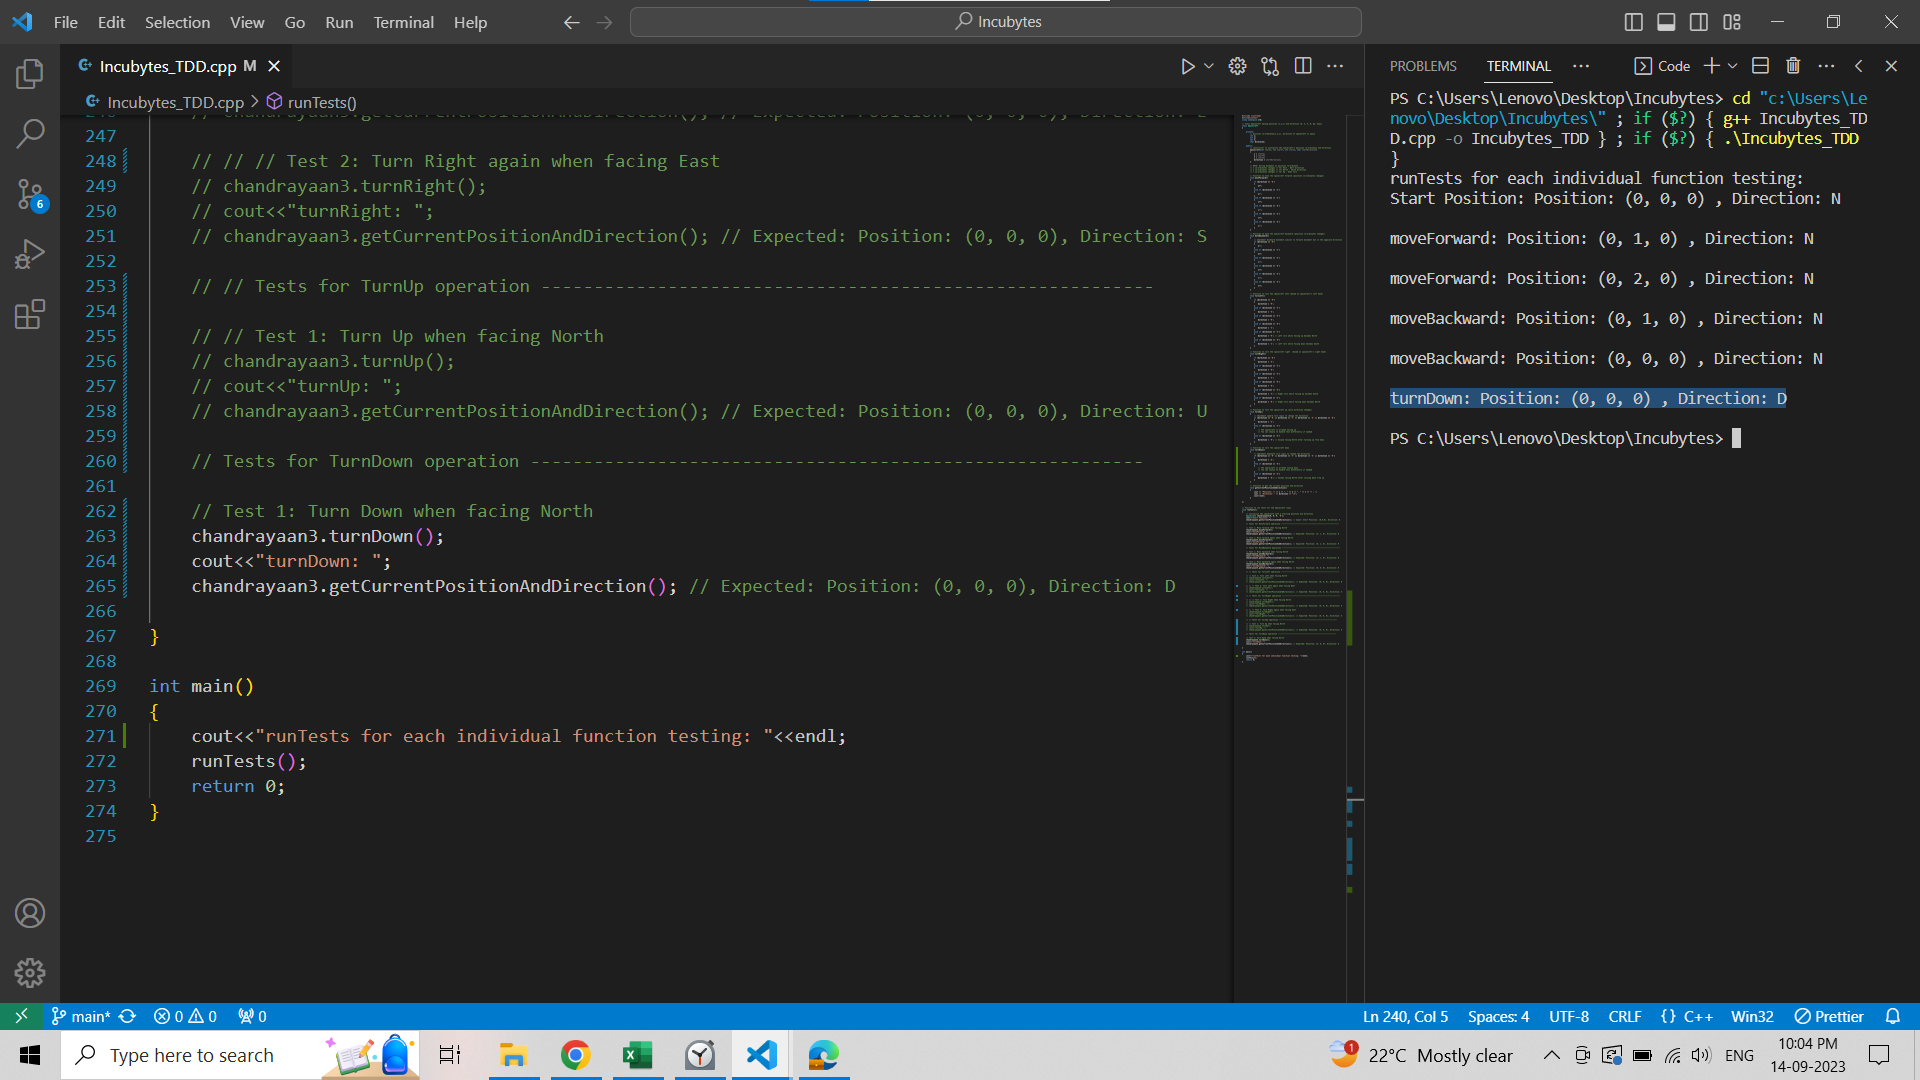 File Edit Selection View Go Run Terminal Help
Incubytes
Incubytes_TDD.cpp M
Incubytes_TDD.cpp > runTests()
247
248 // // // Test 2: Turn Right again when facing East
249 // chandrayaan3.turnRight();
250 // cout<<"turnRight: ";
251 // chandrayaan3.getCurrentPositionAndDirection(); // Expected: Position: (0, 0, 0), Direction: S
252
253 // // Tests for TurnUp operation ----------------------------------------------------------
254
255 // // Test 1: Turn Up when facing North
256 // chandrayaan3.turnUp();
257 // cout<<"turnUp: ";
258 // chandrayaan3.getCurrentPositionAndDirection(); // Expected: Position: (0, 0, 0), Direction: U
259
260 // Tests for TurnDown operation ----------------------------------------------------------
261
262 // Test 1: Turn Down when facing North
263 chandrayaan3.turnDown();
264 cout<<"turnDown: ";
265 chandrayaan3.getCurrentPositionAndDirection(); // Expected: Position: (0, 0, 0), Direction: D
266
267 }
268
269 int main()
270 {
271 cout<<"runTests for each individual function testing: "<<endl;
272 runTests();
273 return 0;
274 }
275
PROBLEMS TERMINAL Code
PS C:\Users\Lenovo\Desktop\Incubytes> cd "c:\Users\Le
novo\Desktop\Incubytes\" ; if ($?) { g++ Incubytes_TD
D.cpp -o Incubytes_TDD } ; if ($?) { .\Incubytes_TDD
}
runTests for each individual function testing:
Start Position: Position: (0, 0, 0) , Direction: N
moveForward: Position: (0, 1, 0) , Direction: N
moveForward: Position: (0, 2, 0) , Direction: N
moveBackward: Position: (0, 1, 0) , Direction: N
moveBackward: Position: (0, 0, 0) , Direction: N
turnDown: Position: (0, 0, 0) , Direction: D
PS C:\Users\Lenovo\Desktop\Incubytes>
6
main* 0 0 0
Ln 240, Col 5 Spaces: 4 UTF-8 CRLF {} C++ Win32 Prettier
Type here to search
1 22°C Mostly clear
ENG
10:04 PM
14-09-2023